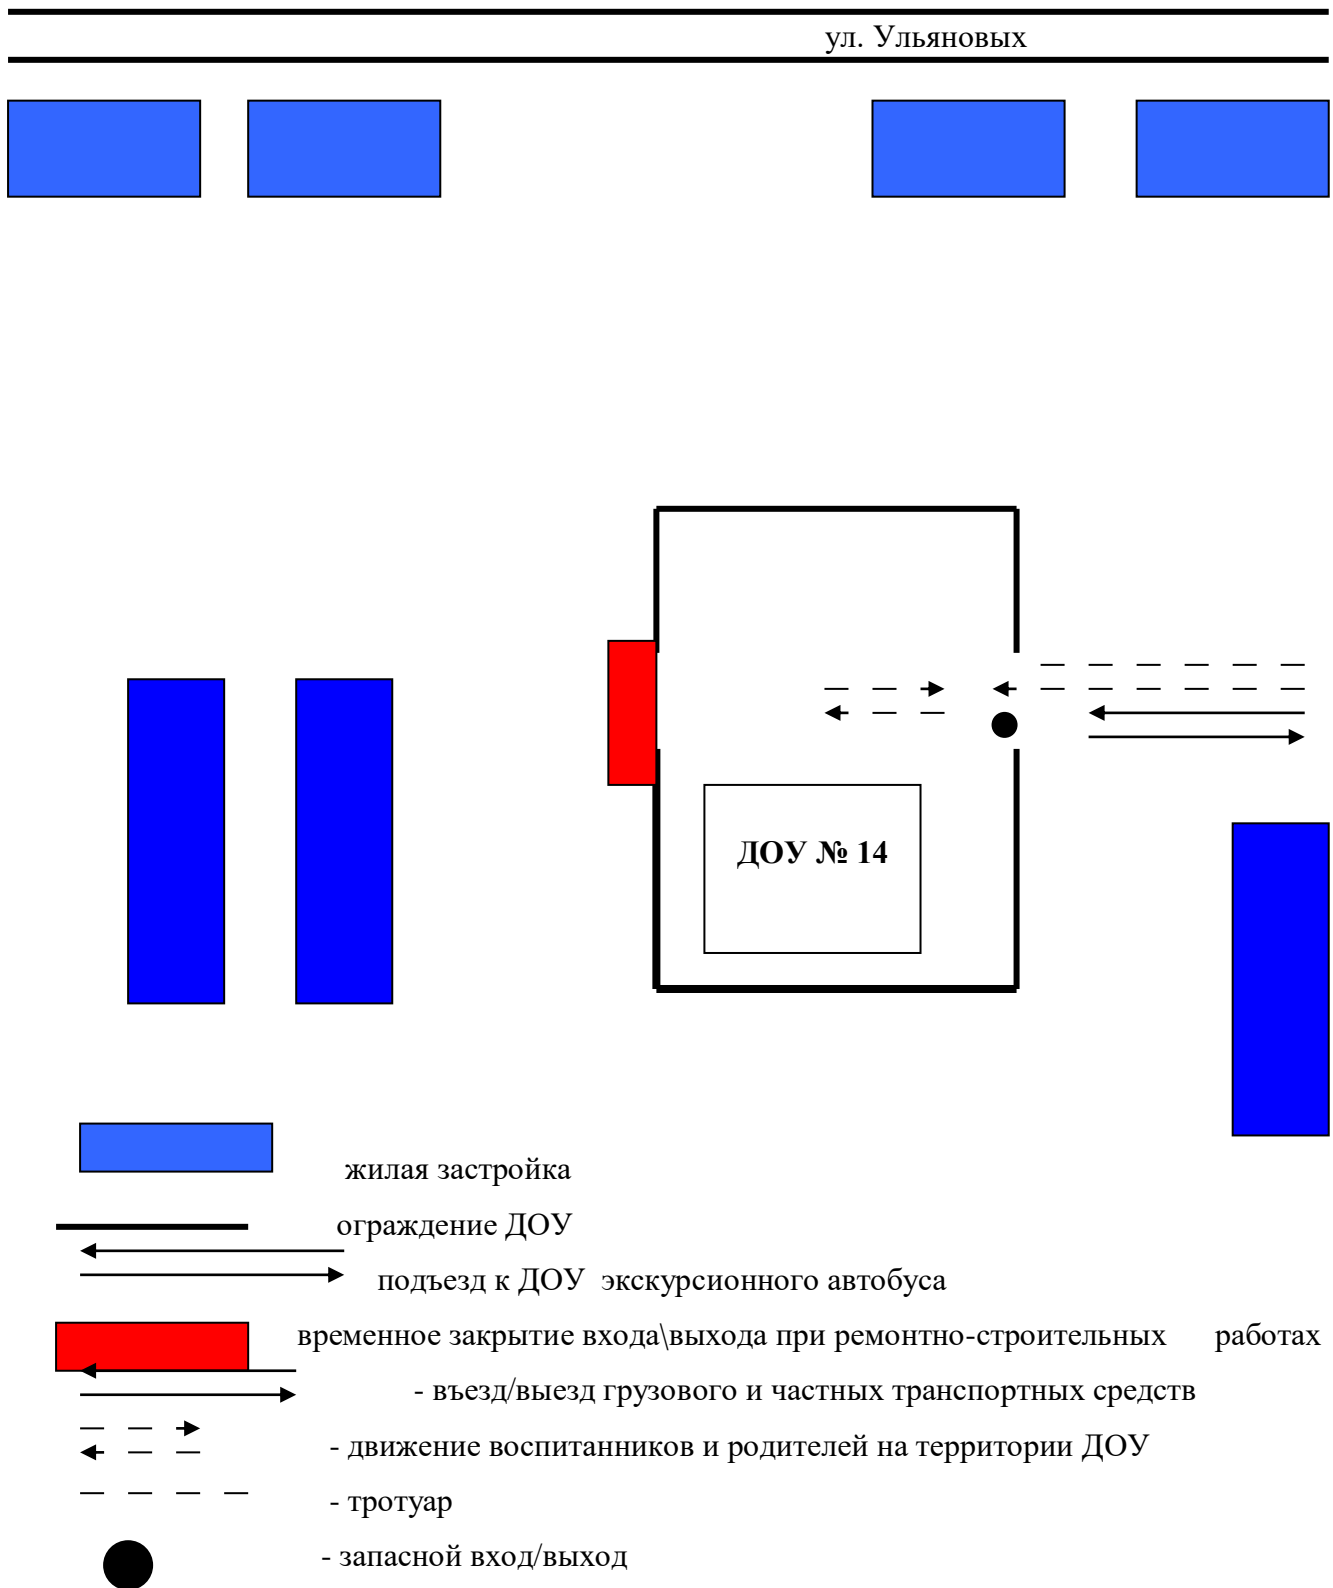 ул. Ульяновых
ДОУ № 14
жилая застройка
ограждение ДОУ
подъезд к ДОУ экскурсионного автобуса
временное закрытие входа\выхода при ремонтно-строительных работах
- въезд/выезд грузового и частных транспортных средств
- движение воспитанников и родителей на территории ДОУ
- тротуар
- запасной вход/выход